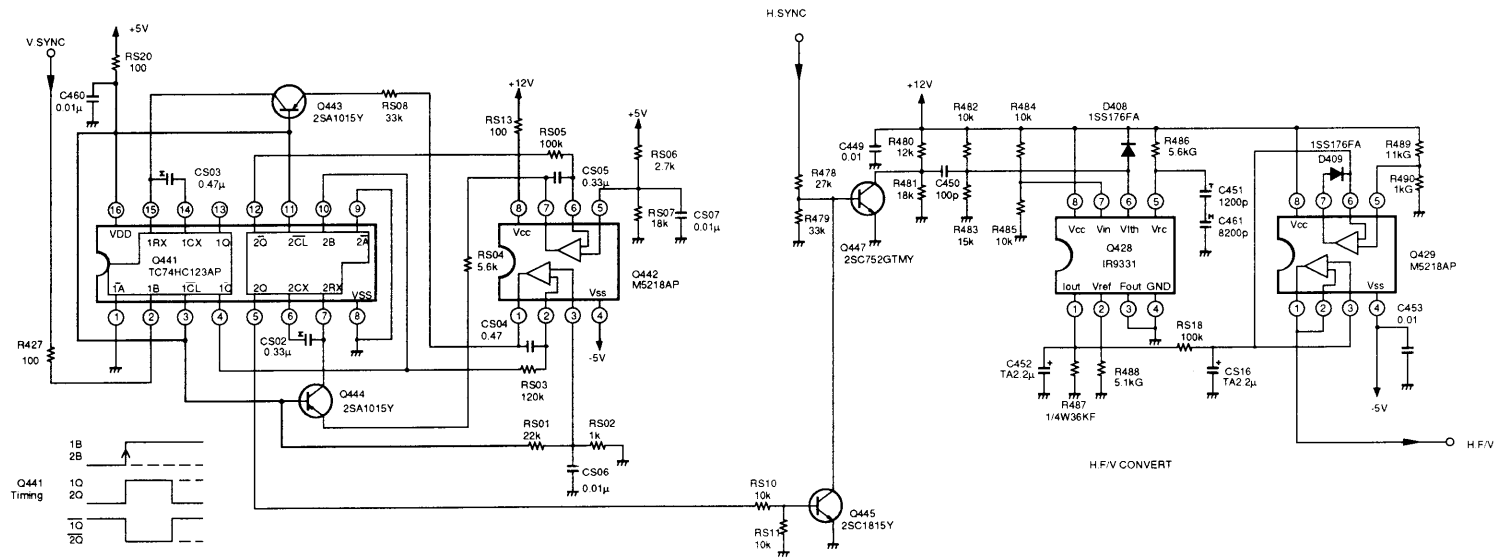 V.SYNC
+5V
RS20
100
C460
0.01μ
Q443
2SA1015Y
RS08
33k
CS03
0.47μ
+12V
RS13
100
RS05
100k
CS05
0.33μ
+5V
RS06
2.7k
RS07
18k
CS07
0.01μ
16
15
14
13
12
11
10
9
VDD
1RX
1CX
1Q
2Q
2CL
2B
2A
Q441
TC74HC123AP
1A
1B
1CL
1Q
2Q
2CX
2RX
VSS
1
2
3
4
5
6
7
8
RS04
5.6k
8
7
6
5
Vcc
Q442
M5218AP
Vss
1
2
3
4
-5V
R427
100
CS02
0.33μ
CS04
0.47
Q444
2SA1015Y
RS03
120k
RS01
22k
RS02
1k
CS06
0.01μ
Q441
Timing
1B
2B
1Q
2Q
1Q
2Q
RS10
10k
RS11
10k
Q445
2SC1815Y
H.SYNC
R478
27k
R479
33k
Q447
2SC752GTMY
+12V
C449
0.01
R480
12k
R481
18k
C450
100p
R482
10k
R483
15k
R484
10k
R485
10k
D408
1SS176FA
R486
5.6kG
C451
1200p
C461
8200p
8
7
6
5
Vcc
Vin
Vlth
Vrc
Q428
IR9331
Iout
Vref
Fout
GND
1
2
3
4
C452
TA2.2μ
R487
1/4W36KF
R488
5.1kG
RS18
100k
CS16
TA2.2μ
1SS176FA
D409
R489
11kG
R490
1kG
8
7
6
5
Vcc
Q429
M5218AP
Vss
1
2
3
4
C453
0.01
-5V
H.F/V
H.F/V CONVERT